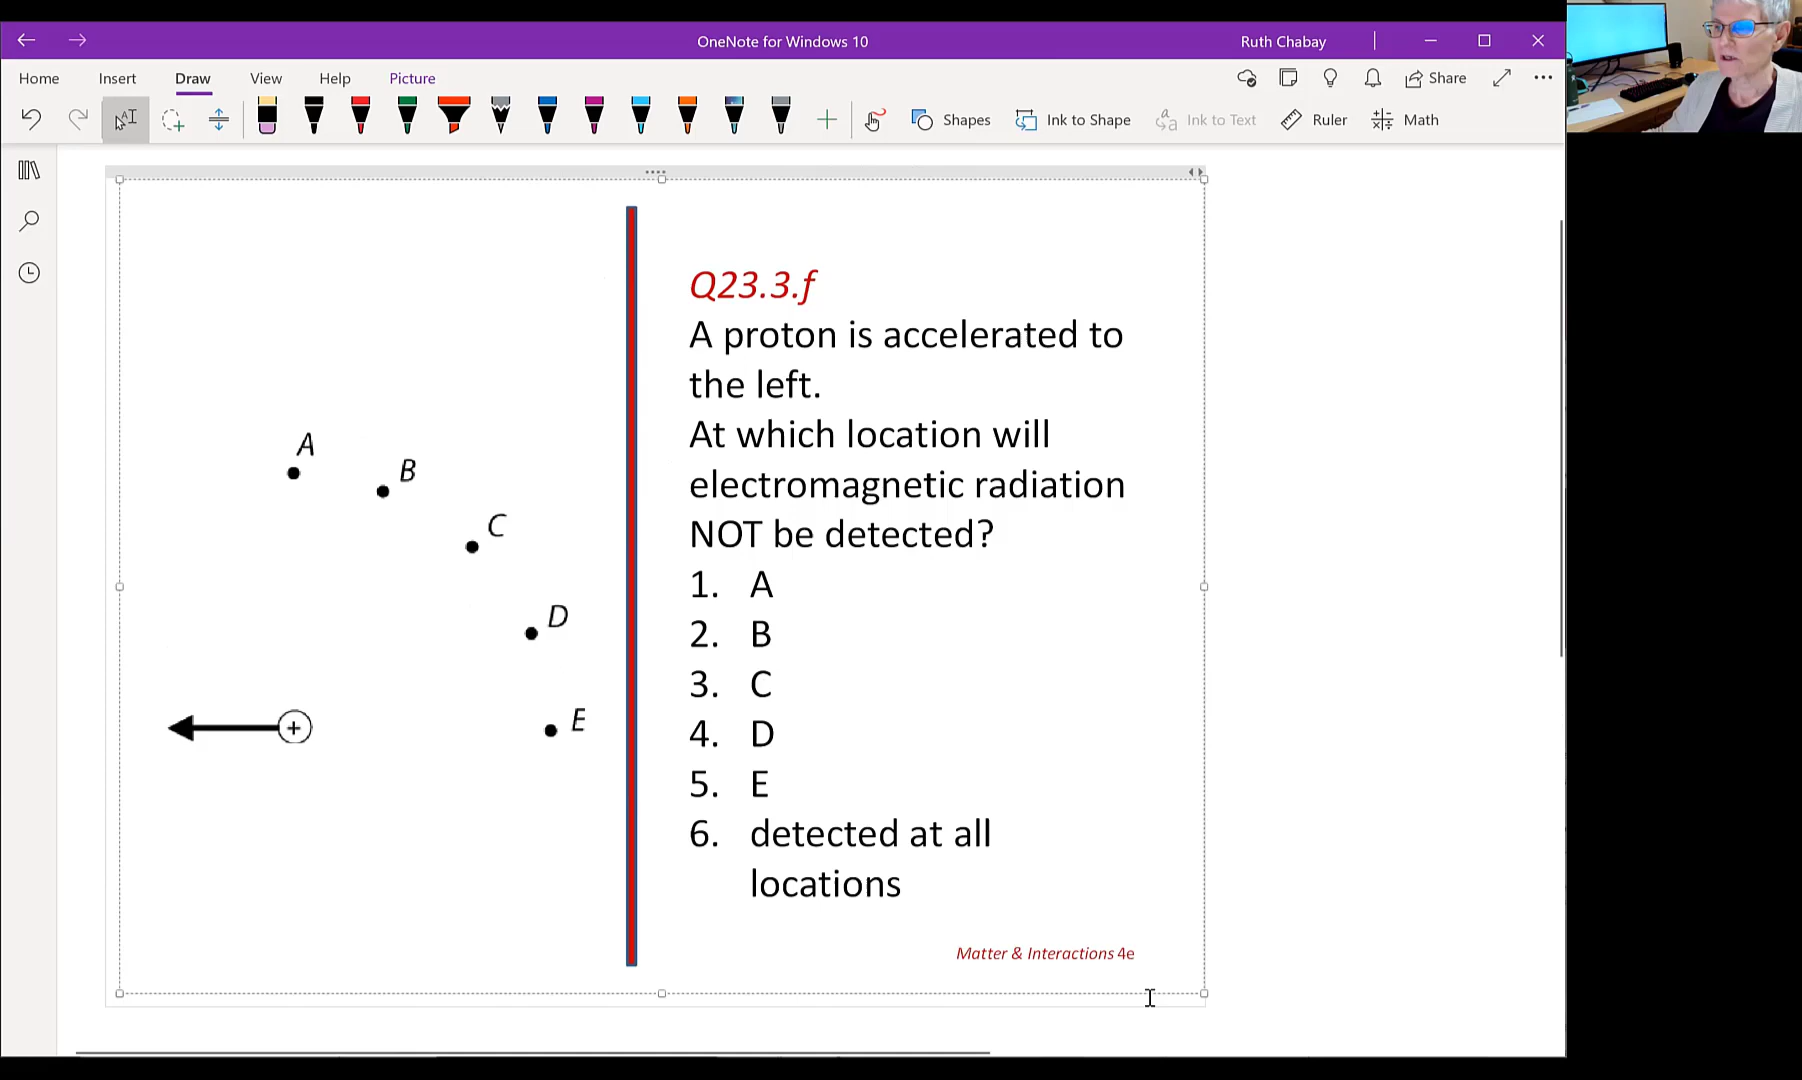 OneNote for Windows 10
Ruth Chabay
Home Insert Draw View Help Picture
Share
Shapes Ink to Shape Ink to Text Ruler Math
Q23.3.f
A proton is accelerated to
the left.
At which location will
electromagnetic radiation
NOT be detected?
1. A
2. B
3. C
4. D
5. E
6. detected at all
locations
Matter & Interactions 4e
A
B
C
D
E
+